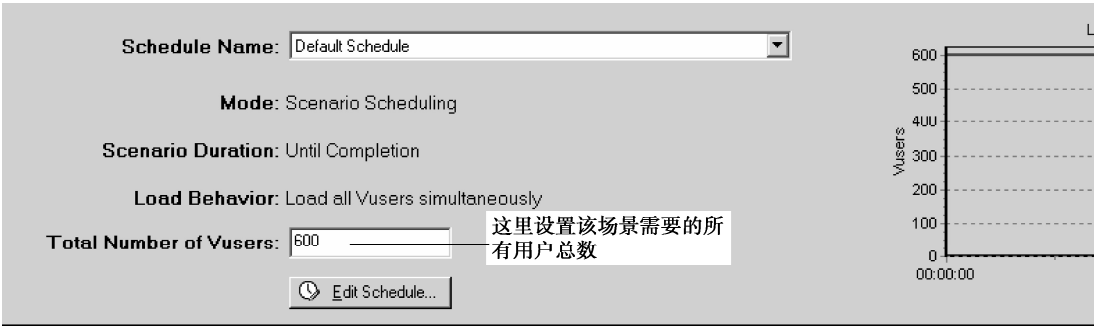 Schedule Name: Default Schedule
Mode: Scenario Scheduling
Scenario Duration: Until Completion
Load Behavior: Load all Vusers simultaneously
Total Number of Vusers: 600
这里设置该场景需要的所
有用户总数
Edit Schedule...
L
600
500
400
300
200
100
0
Vusers
00:00:00